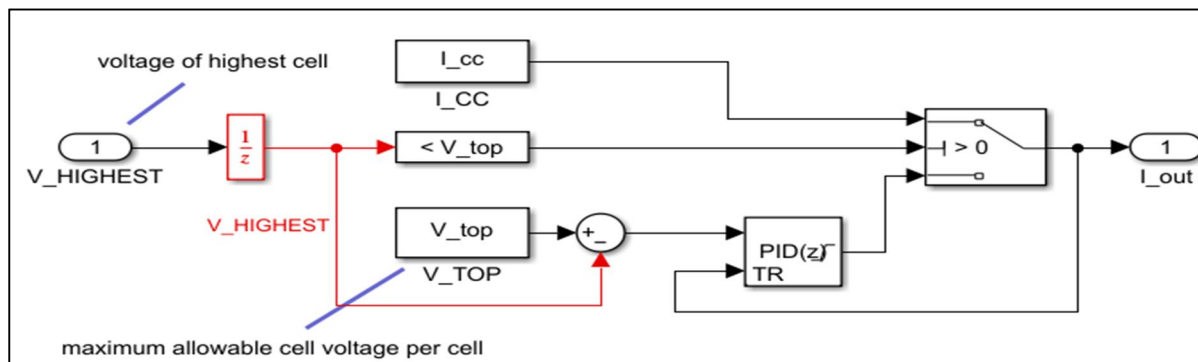 voltage of highest cell
I_cc
I_CC
1
V_HIGHEST
1
z
< V_top
> 0
1
I_out
V_HIGHEST
V_top
V_TOP
+
-
PID(z)
TR
maximum allowable cell voltage per cell